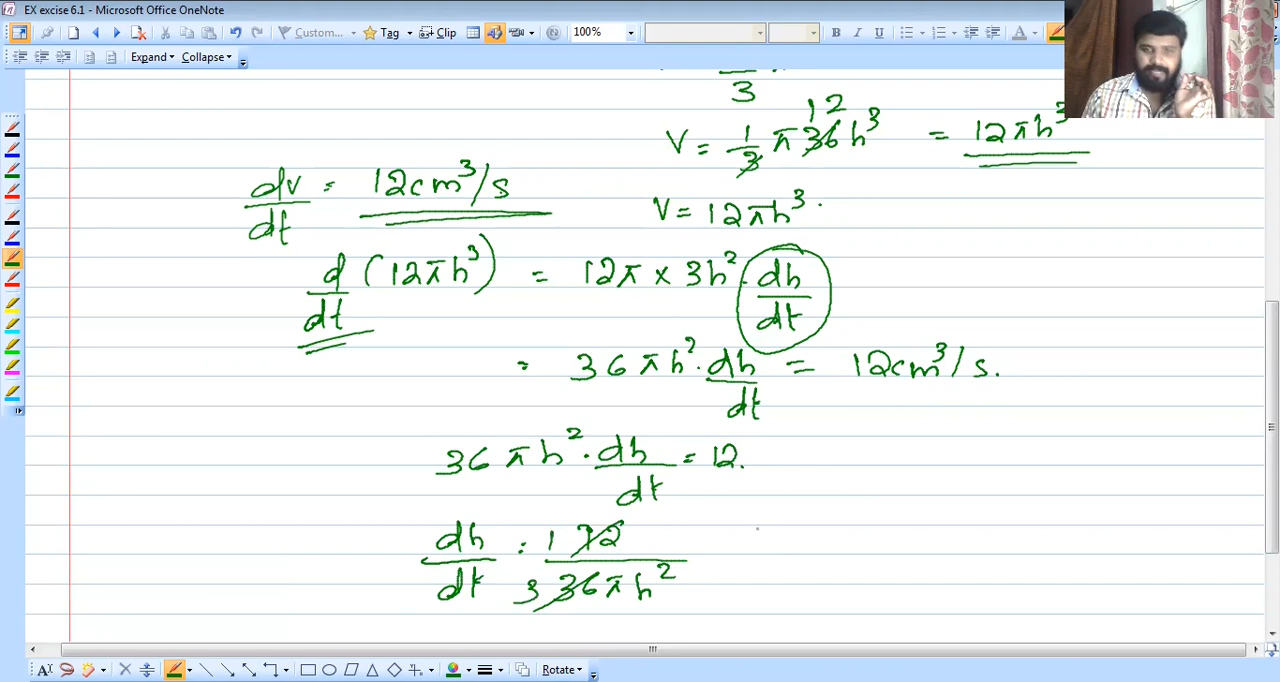 EX excise 6.1 - Microsoft Office OneNote
Custom... Tag Clip 100% B I U A
Expand Collapse
3
V = 1/3 π 36h³ 12 = 12πh³
dv/dt = 12cm³/s
V = 12πh³.
d/dt (12πh³) = 12π × 3h² · dh/dt
= 36πh² · dh/dt = 12cm³/s.
36πh² · dh/dt = 12.
dh/dt = 1 12 / 3 36πh²
A Rotate